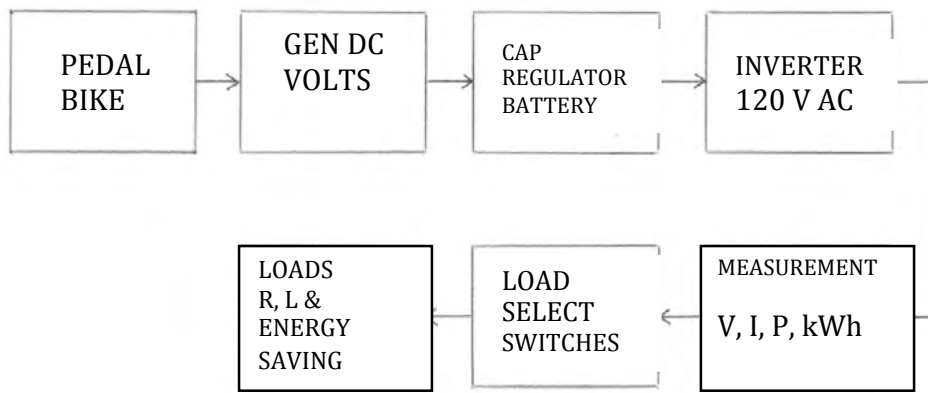 PEDAL
BIKE
GEN DC
VOLTS
CAP
REGULATOR
BATTERY
INVERTER
120 V AC
LOADS
R, L &
ENERGY
SAVING
LOAD
SELECT
SWITCHES
MEASUREMENT
V, I, P, kWh